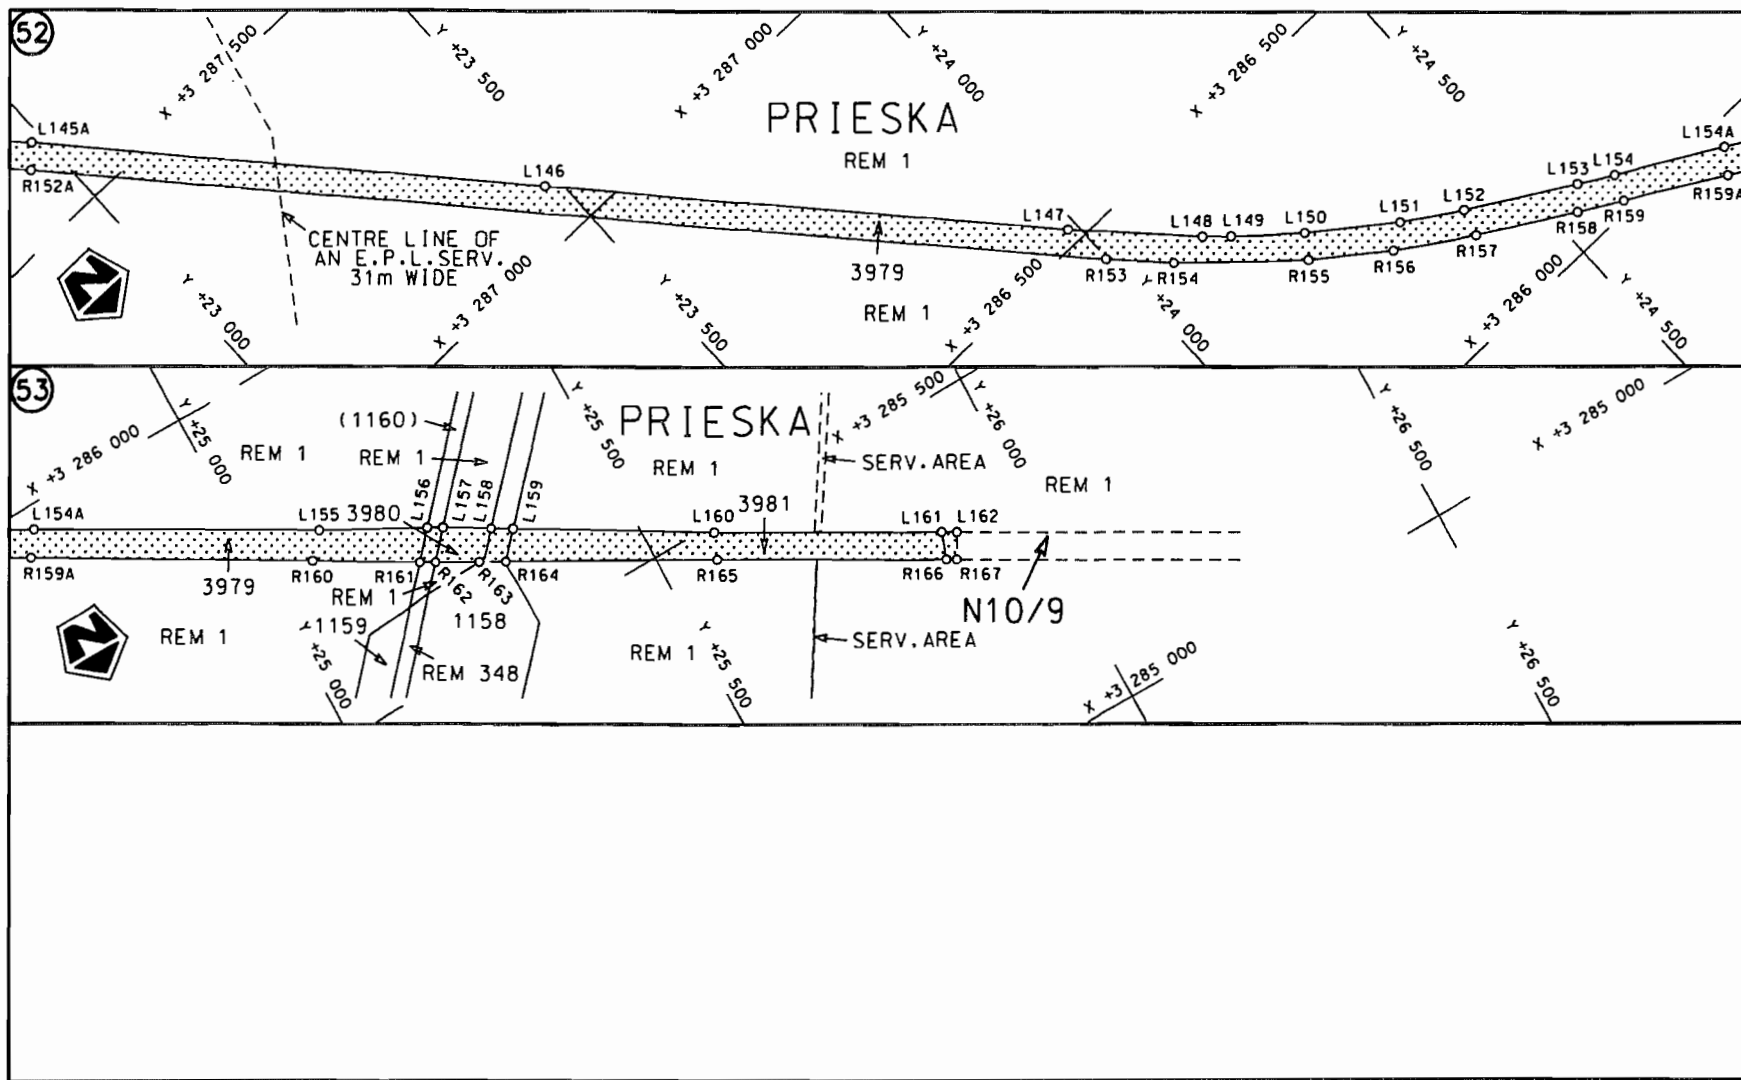 52
X +3 287 500
Y +23 500
X +3 287 000
Y +24 000
X +3 286 500
Y +24 500
PRIESKA
REM 1
L145A
R152A
L146
L147
L148
L149
L150
L151
L152
L153
L154
L154A
R153
R154
R155
R156
R157
R158
R159
R159A
CENTRE LINE OF
AN E.P.L.SERV.
31m WIDE
3979
REM 1
Y +23 000
X +3 287 000
Y +23 500
X +3 286 500
Y +24 000
X +3 286 000
Y +24 500
53
X +3 286 000
Y +25 000
(1160)
REM 1
REM 1
PRIESKA
Y +25 500
REM 1
X +3 285 500
Y +26 000
SERV.AREA
REM 1
Y +26 500
X +3 285 000
L154A
L155
3980
L156
L157
L158
L159
L160
3981
L161
L162
R159A
3979
R160
R161
R162
R163
R164
R165
R166
R167
N10/9
REM 1
REM 1
1159
1158
REM 348
REM 1
SERV.AREA
Y +25 000
Y +25 500
X +3 285 000
Y +26 500